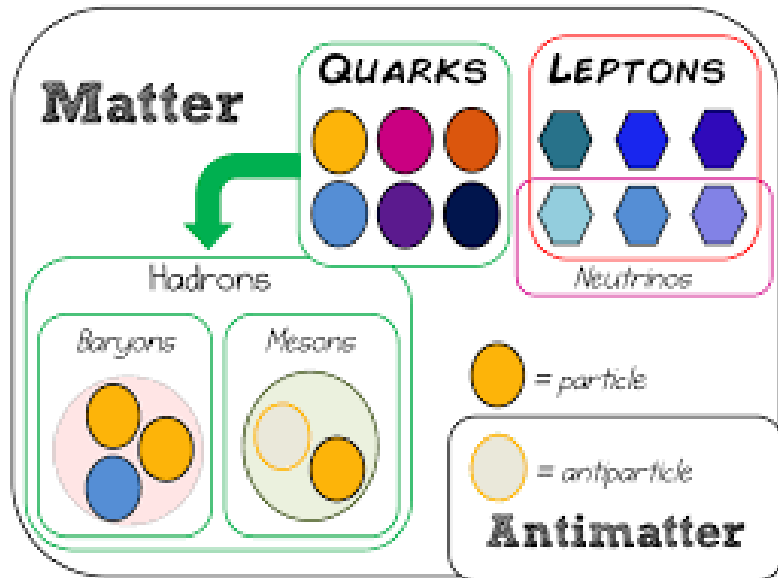 Matter
QUARKS
LEPTONS
Neutrinos
Hadrons
Baryons
Mesons
= particle
= antiparticle
Antimatter